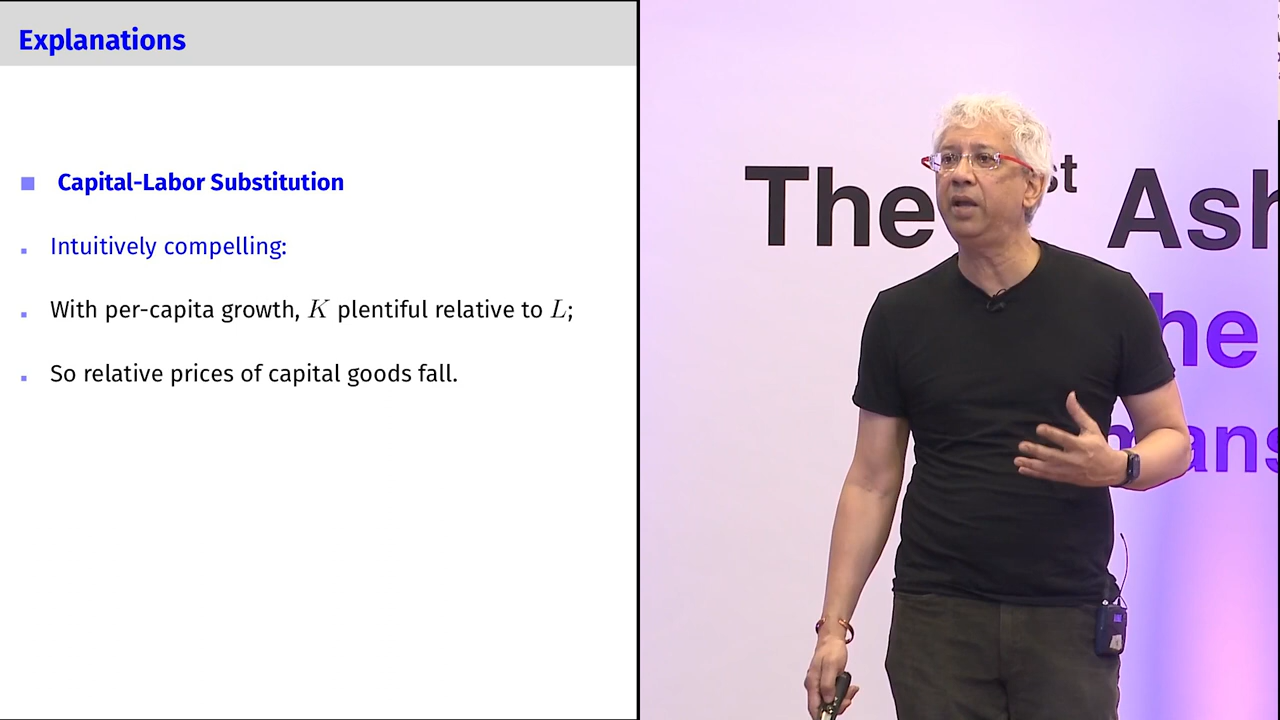 Explanations
Capital-Labor Substitution
Intuitively compelling:
With per-capita growth, K plentiful relative to L;
So relative prices of capital goods fall.
The st Ash
he
mans